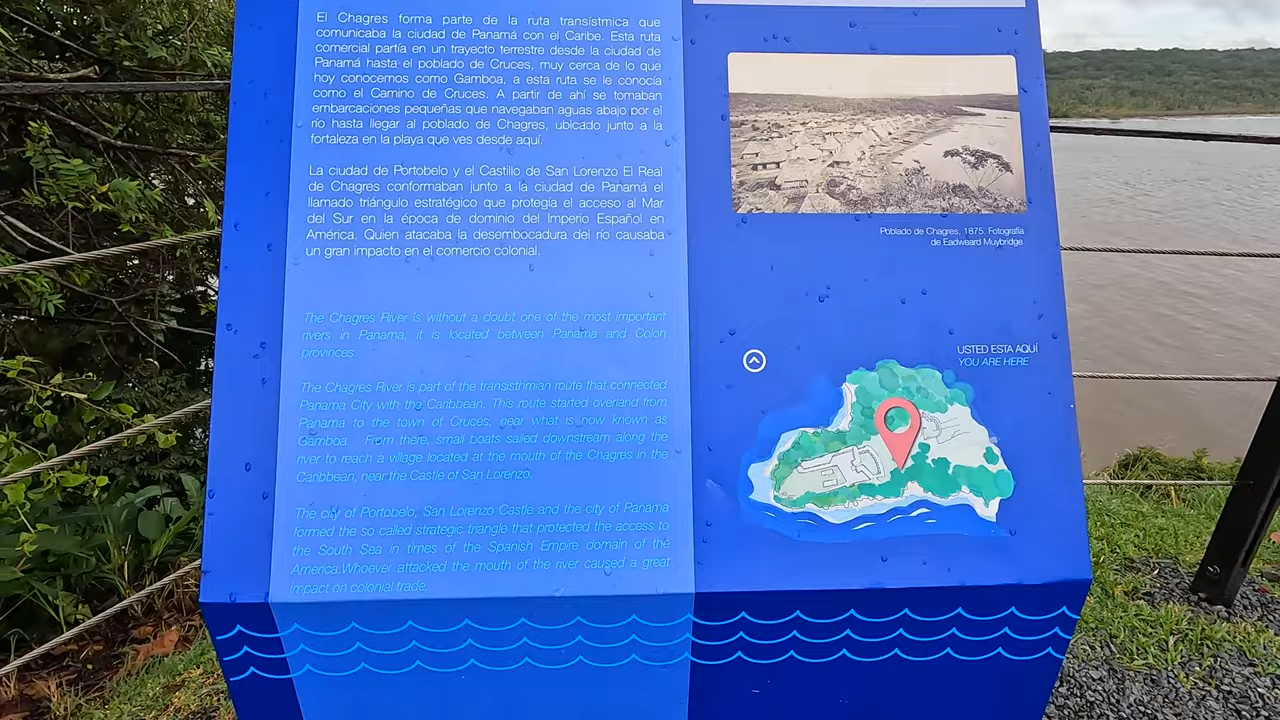 El Chagres forma parte de la ruta transístmica que
comunicaba la ciudad de Panamá con el Caribe. Esta ruta
comercial partía en un trayecto terrestre desde la ciudad de
Panamá hasta el poblado de Cruces, muy cerca de lo que
hoy conocemos como Gamboa, a esta ruta se le conocía
como el Camino de Cruces. A partir de ahí se tomaban
embarcaciones pequeñas que navegaban aguas abajo por el
río hasta llegar al poblado de Chagres, ubicado junto a la
fortaleza en la playa que ves desde aquí.
La ciudad de Portobelo y el Castillo de San Lorenzo El Real
de Chagres conformaban junto a la ciudad de Panamá el
llamado triángulo estratégico que protegía el acceso al Mar
del Sur en la época de dominio del Imperio Español en
América. Quien atacaba la desembocadura del río causaba
un gran impacto en el comercio colonial.
The Chagres River is without a doubt one of the most important
rivers in Panama, it is located between Panama and Colon
provinces.
The Chagres River is part of the transisthmian route that connected
Panama City with the Caribbean. This route started overland from
Panama to the town of Cruces, near what is now known as
Gamboa. From there, small boats sailed downstream along the
river to reach a village located at the mouth of the Chagres in the
Caribbean, near the Castle of San Lorenzo.
The city of Portobelo, San Lorenzo Castle and the city of Panama
formed the so called strategic triangle that protected the access to
the South Sea in times of the Spanish Empire domain of the
America.Whoever attacked the mouth of the river caused a great
impact on colonial trade.
Poblado de Chagres, 1875. Fotografía
de Eadweard Muybridge.
USTED ESTA AQUÍ
YOU ARE HERE